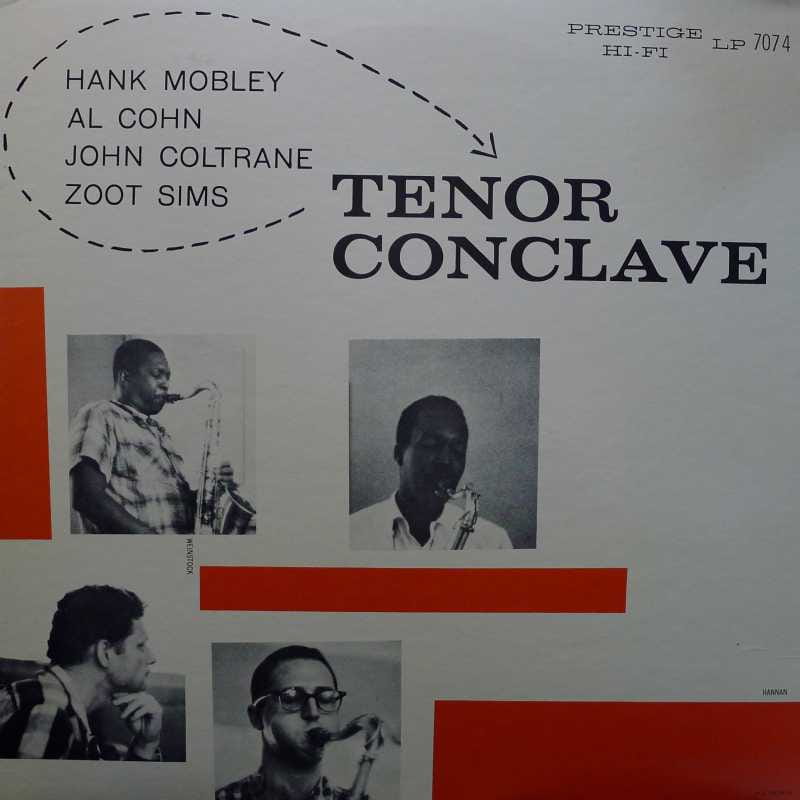 PRESTIGE LP 7074
HI-FI
HANK MOBLEY
AL COHN
JOHN COLTRANE
ZOOT SIMS
TENOR
CONCLAVE
WEINSTOCK
HANNAN